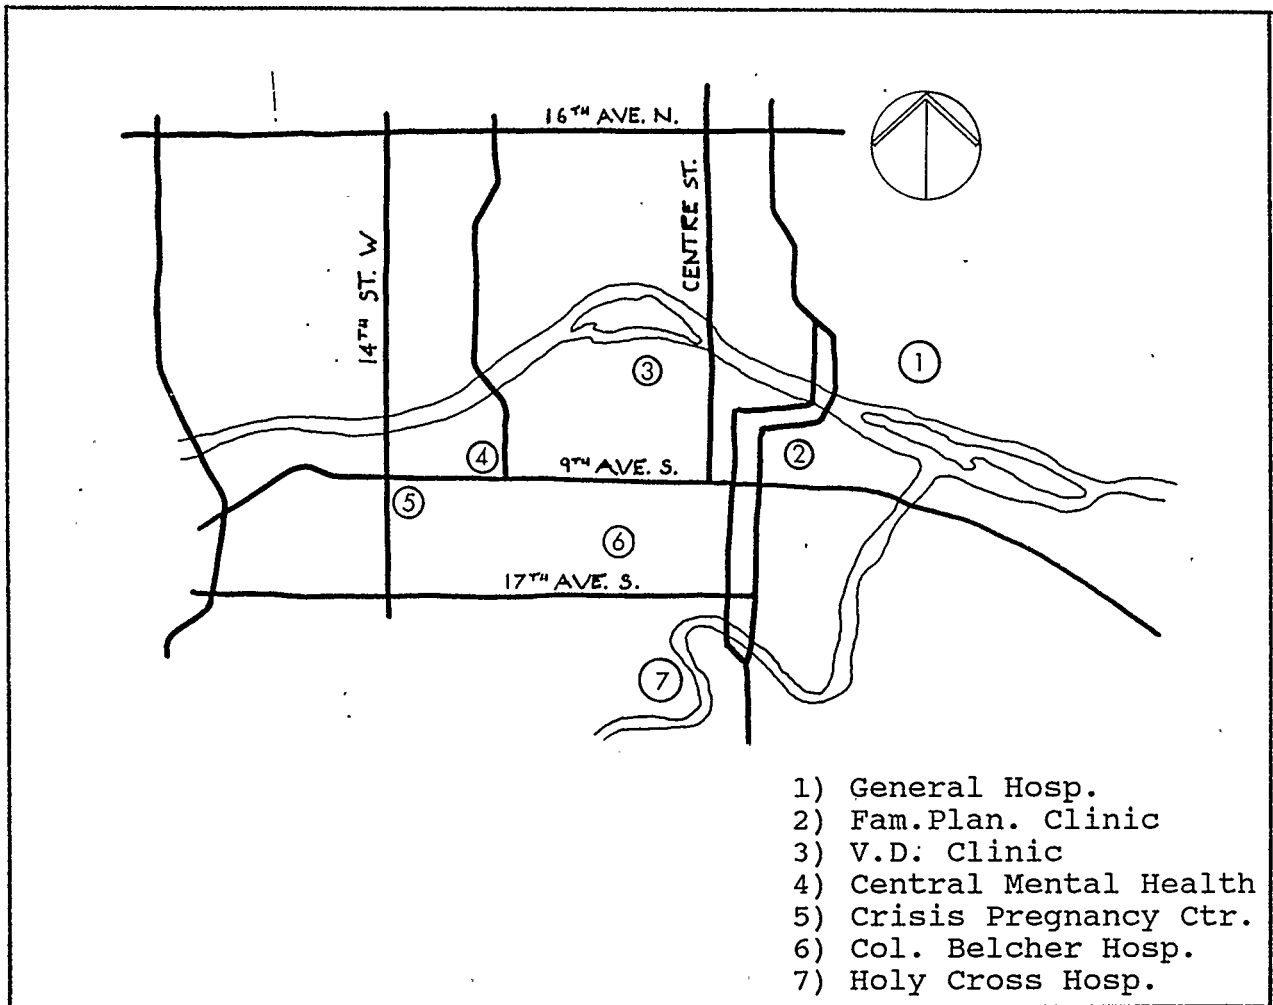 16TH AVE. N.
CENTRE ST.
14TH ST. W
1
3
2
4
9TH AVE. S.
5
6
17TH AVE. S.
7
1) General Hosp.
2) Fam.Plan. Clinic
3) V.D. Clinic
4) Central Mental Health
5) Crisis Pregnancy Ctr.
6) Col. Belcher Hosp.
7) Holy Cross Hosp.